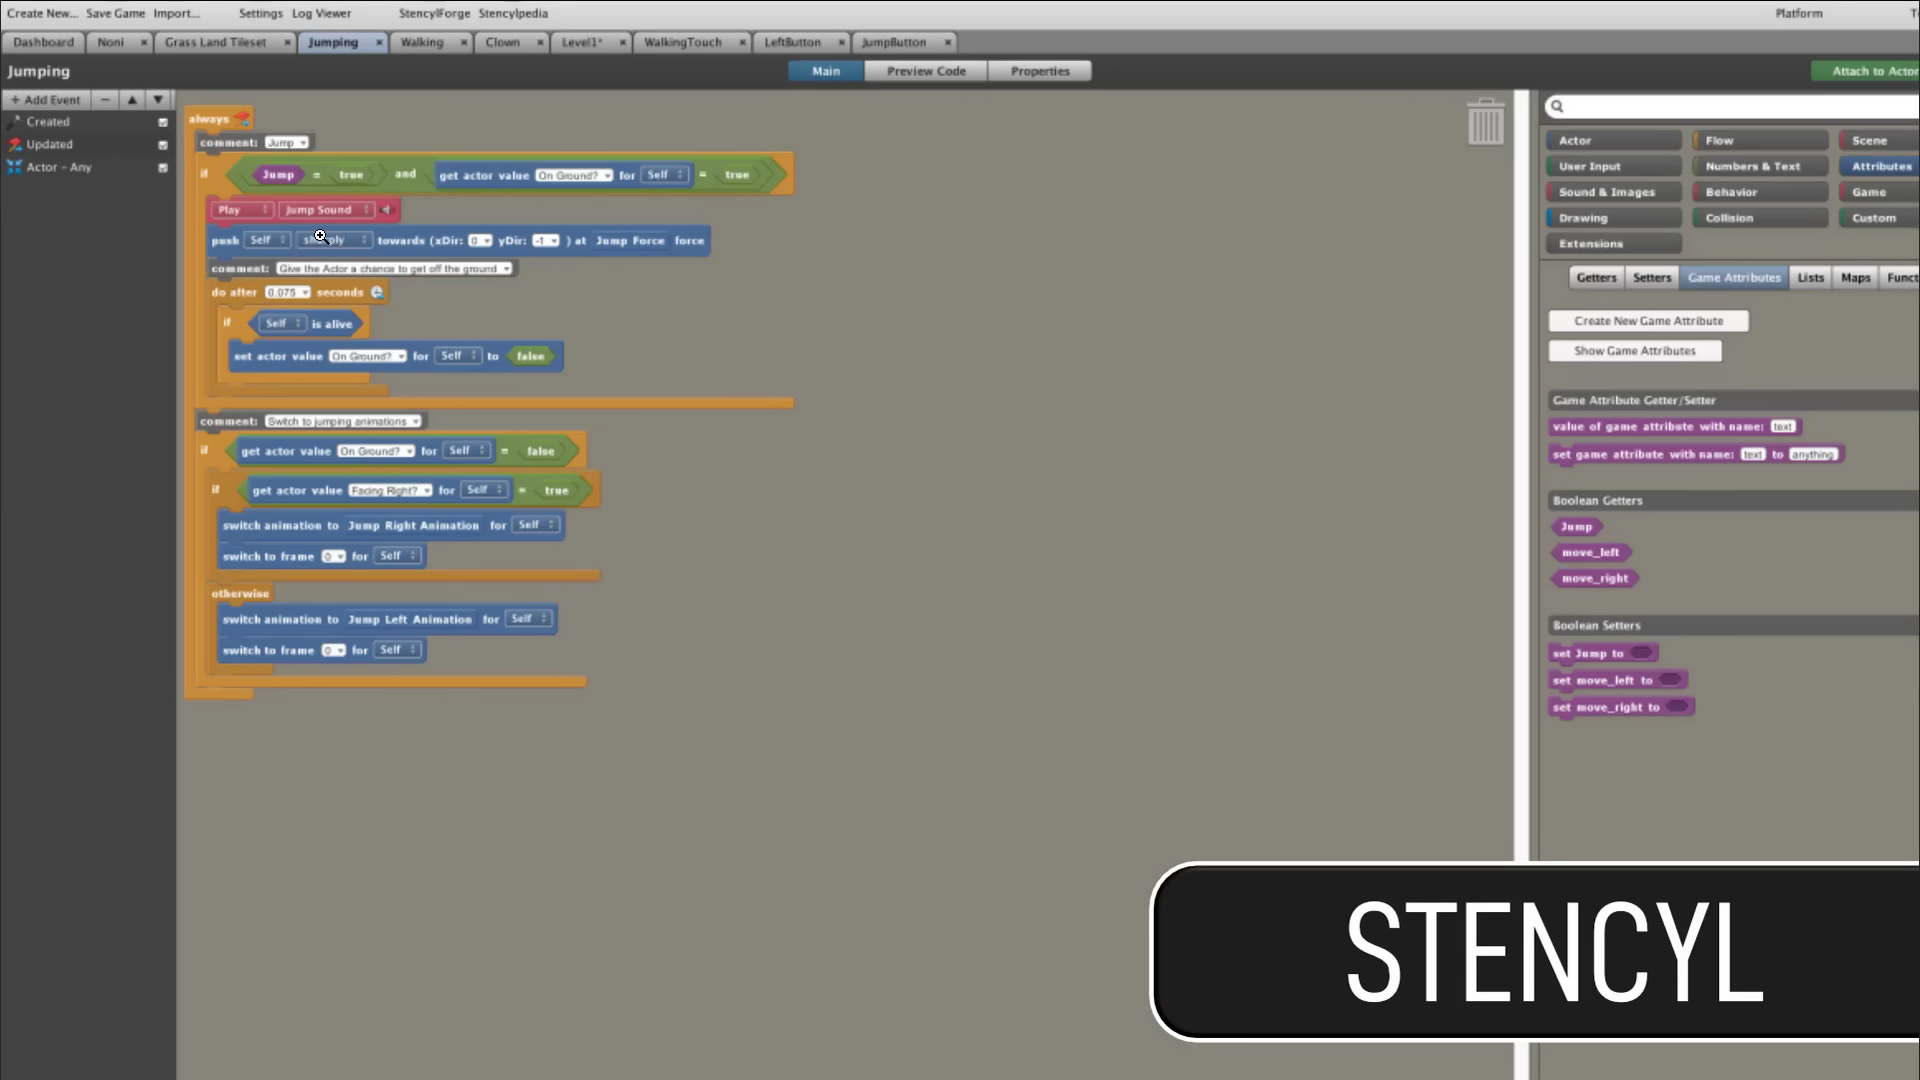 Create New... Save Game Import... Settings Log Viewer StencylForge Stencylpedia Platform
Dashboard Noni Grass Land Tileset Jumping Walking Clown Level1* WalkingTouch LeftButton JumpButton
Jumping Main Preview Code Properties Attach to Actor
+ Add Event
Created
Updated
Actor - Any
always
comment: Jump
if Jump = true and get actor value On Ground? for Self = true
Play Jump Sound
push Self towards (xDir: 0 yDir: -1 ) at Jump Force force
comment: Give the Actor a chance to get off the ground
do after 0.075 seconds
if Self is alive
set actor value On Ground? for Self to false
comment: Switch to jumping animations
if get actor value On Ground? for Self = false
if get actor value Facing Right? for Self = true
switch animation to Jump Right Animation for Self
switch to frame 0 for Self
otherwise
switch animation to Jump Left Animation for Self
switch to frame 0 for Self
Actor Flow Scene
User Input Numbers & Text Attributes
Sound & Images Behavior Game
Drawing Collision Custom
Extensions
Getters Setters Game Attributes Lists Maps Funct
Create New Game Attribute
Show Game Attributes
Game Attribute Getter/Setter
value of game attribute with name: text
set game attribute with name: text to anything
Boolean Getters
Jump
move_left
move_right
Boolean Setters
set Jump to
set move_left to
set move_right to
STENCYL